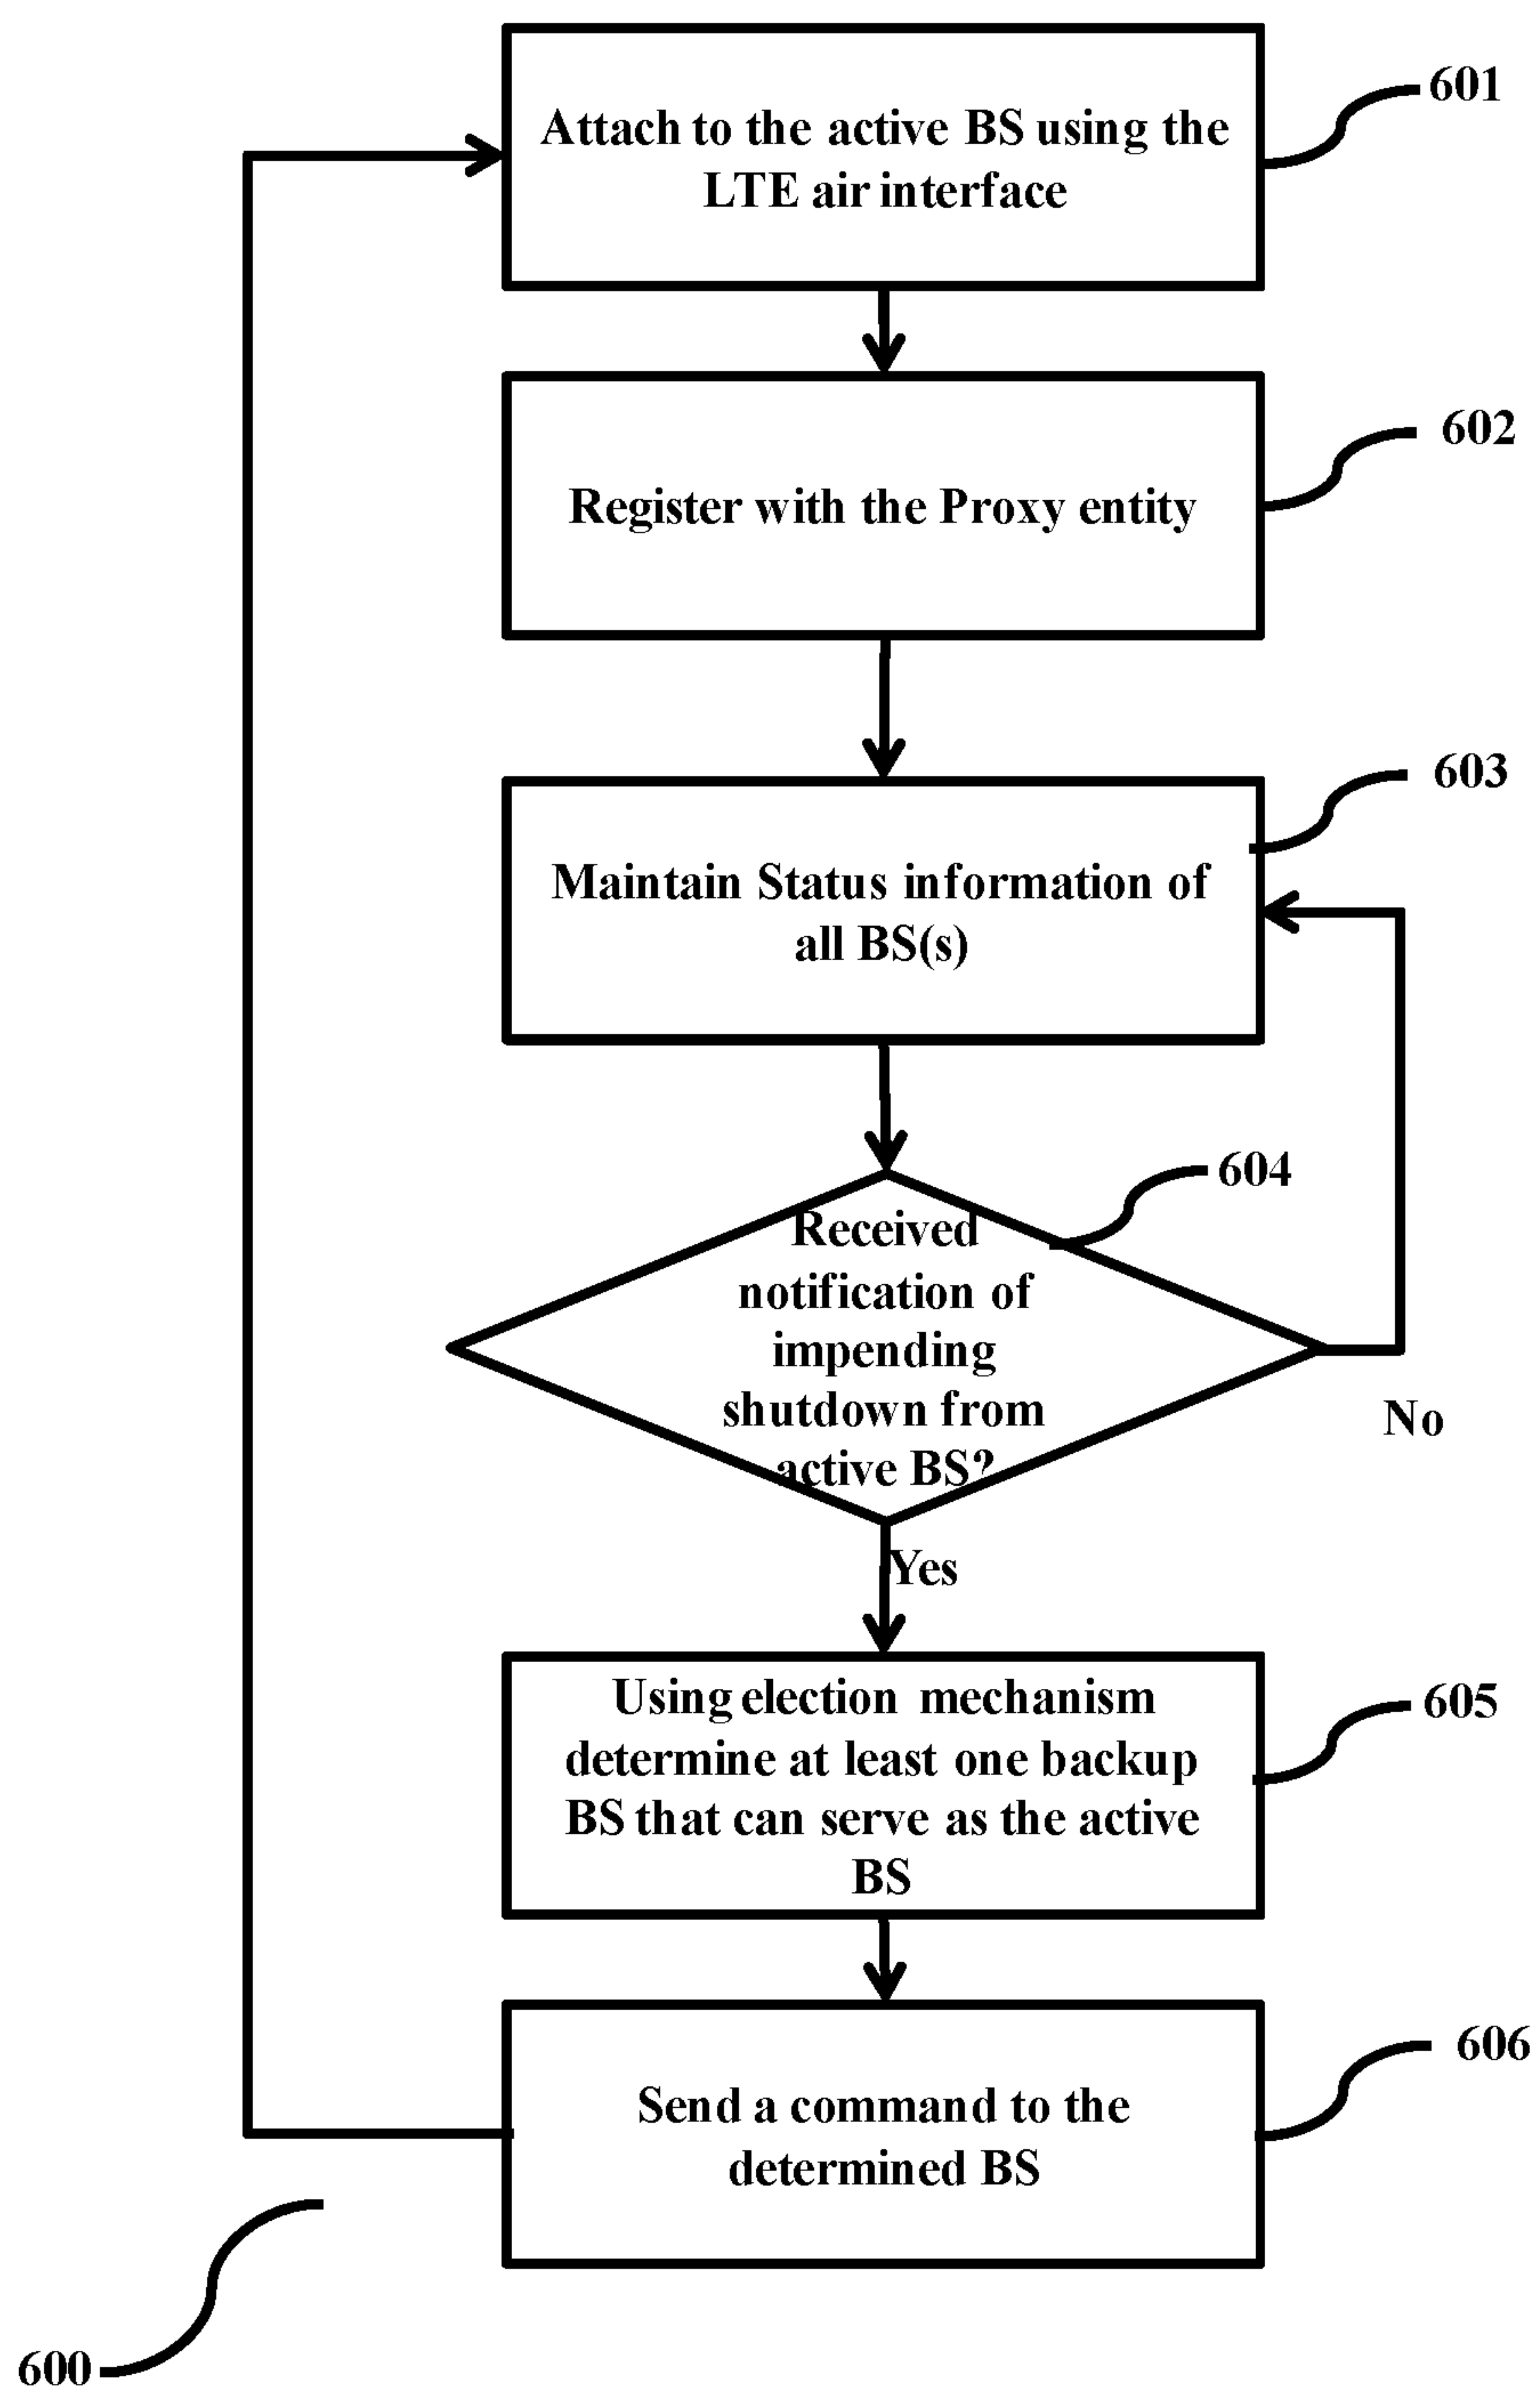 601
Attach to the active BS using the
LTE air interface
602
Register with the Proxy entity
603
Maintain Status information of
all BS(s)
604
Received
notification of
impending
shutdown from
active BS?
No
Yes
605
Using election mechanism
determine at least one backup
BS that can serve as the active
BS
606
Send a command to the
determined BS
600